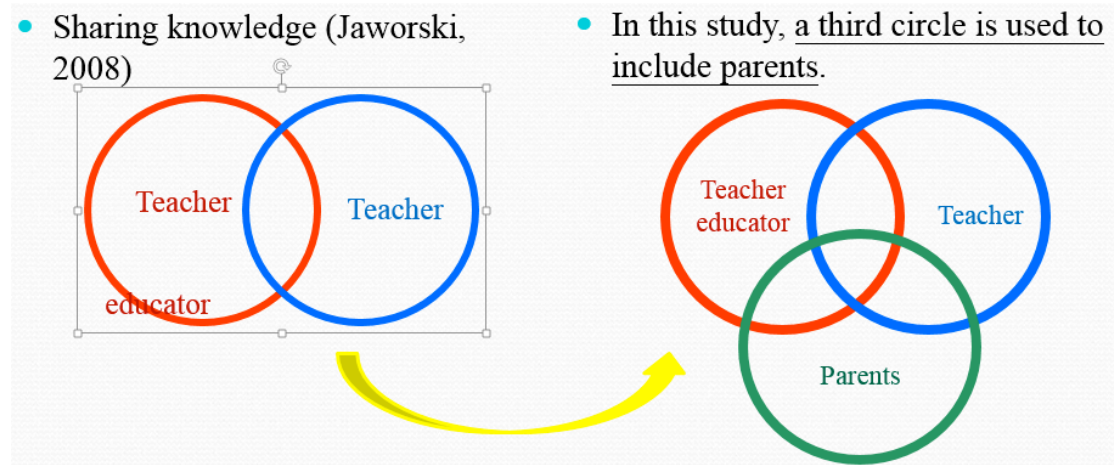 Sharing knowledge (Jaworski,
2008)
Teacher
educator
Teacher
In this study, a third circle is used to
include parents.
Teacher
educator
Teacher
Parents